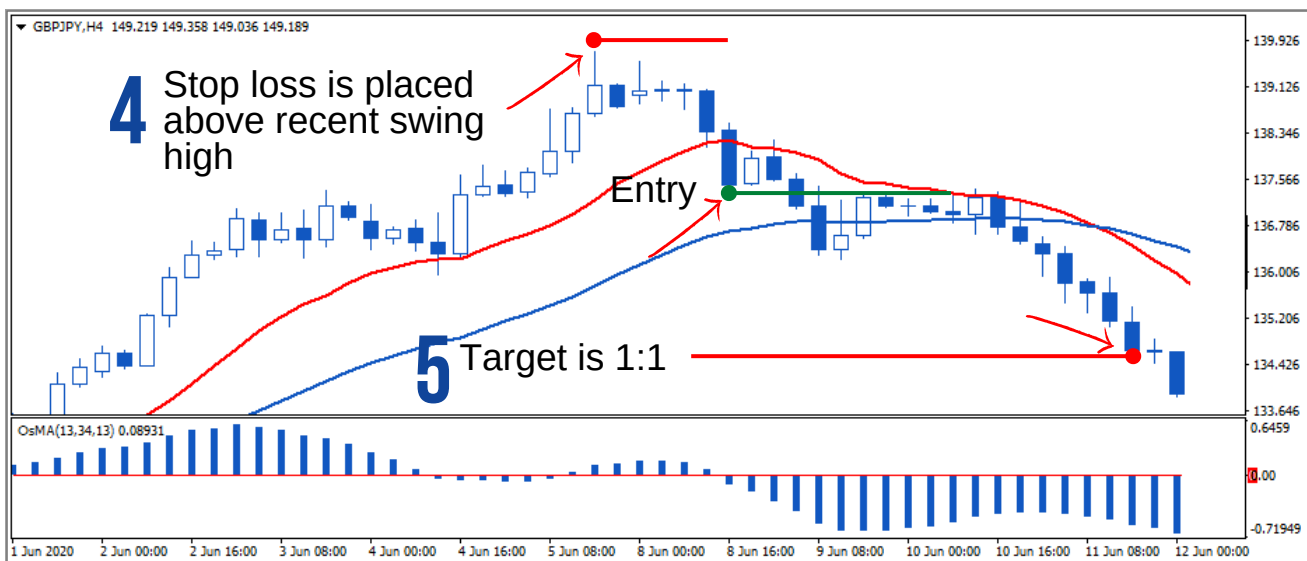 GBPJPY,H4 149.219 149.358 149.036 149.189
139.926
4 Stop loss is placed
above recent swing
high
139.126
138.346
Entry
137.566
136.786
136.006
135.206
5 Target is 1:1
134.426
133.646
OsMA(13,34,13) 0.08931
0.6459
0.00
-0.71949
1 Jun 2020
2 Jun 00:00
2 Jun 16:00
3 Jun 08:00
4 Jun 00:00
4 Jun 16:00
5 Jun 08:00
8 Jun 00:00
8 Jun 16:00
9 Jun 08:00
10 Jun 00:00
10 Jun 16:00
11 Jun 08:00
12 Jun 00:00